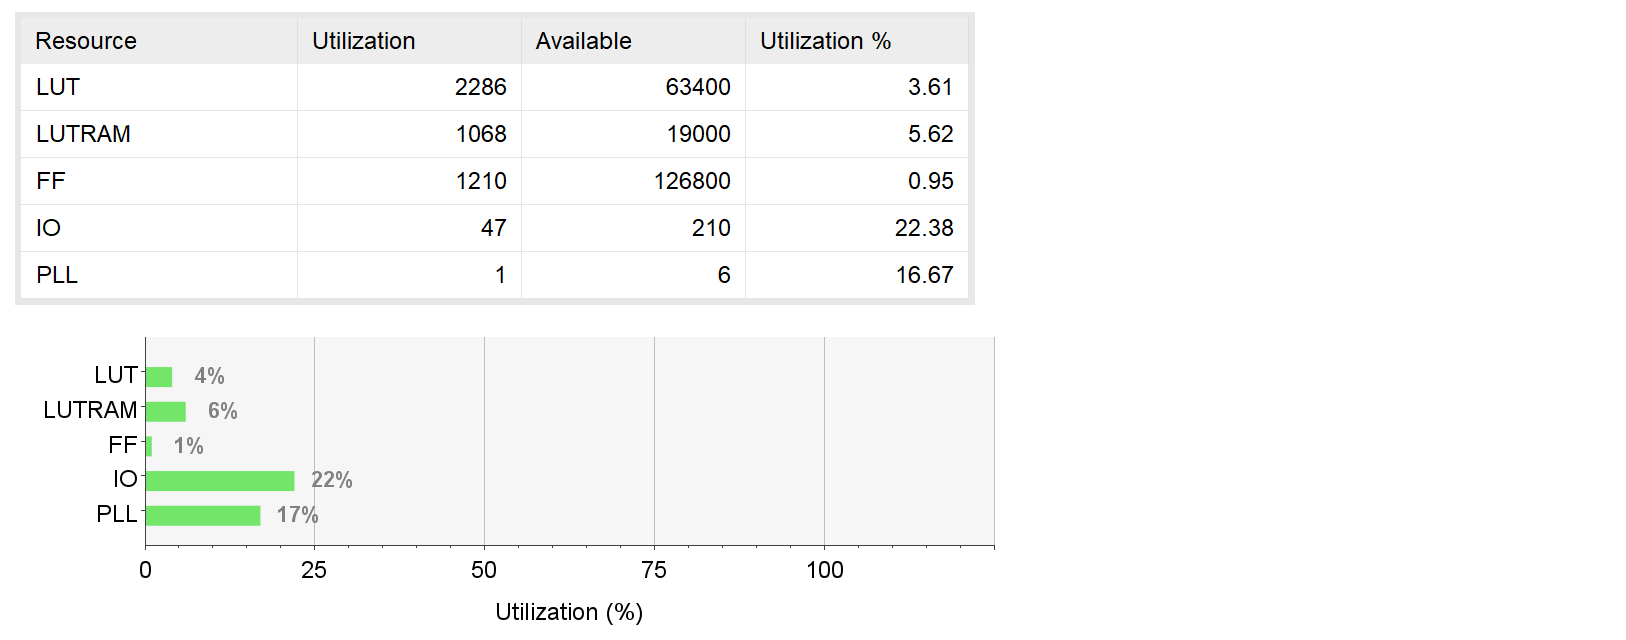 Resource Utilization Available Utilization %
LUT 2286 63400 3.61
LUTRAM 1068 19000 5.62
FF 1210 126800 0.95
IO 47 210 22.38
PLL 1 6 16.67
LUT 4%
LUTRAM 6%
FF 1%
IO 22%
PLL 17%
0 25 50 75 100
Utilization (%)